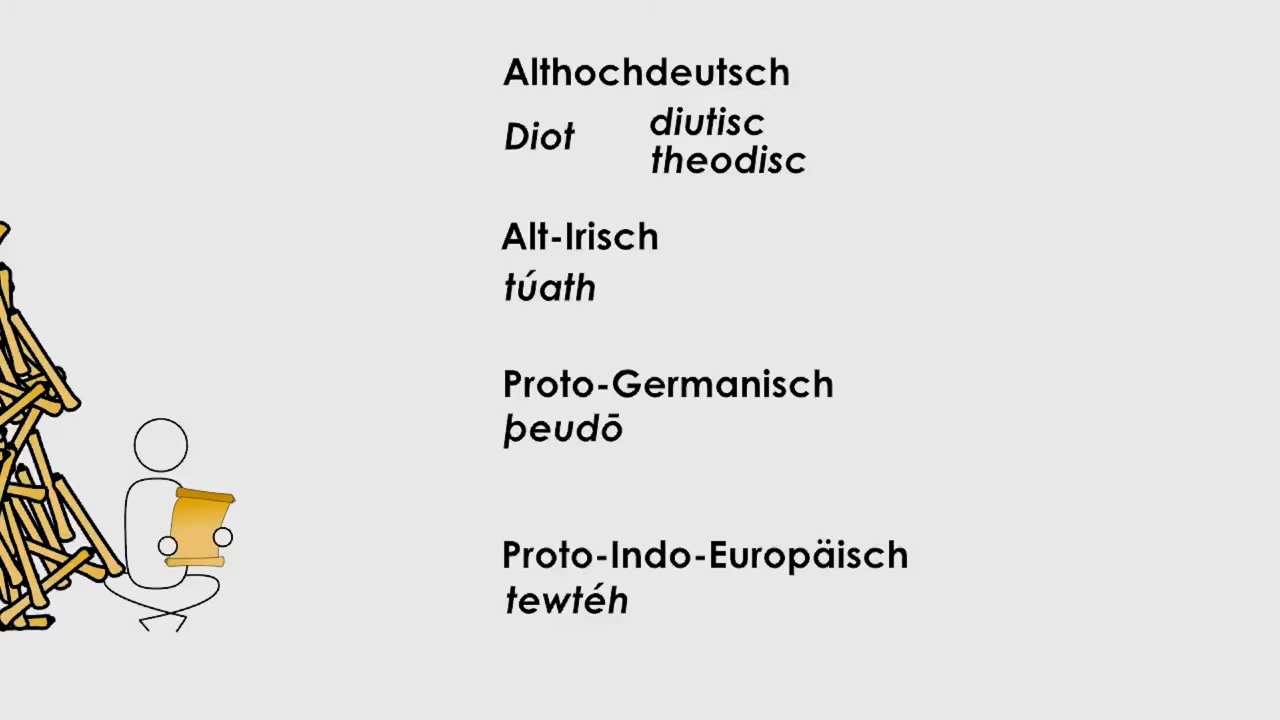 Althochdeutsch
Diot
diutisc
theodisc
Alt-Irisch
túath
Proto-Germanisch
þeudō
Proto-Indo-Europäisch
tewtéh